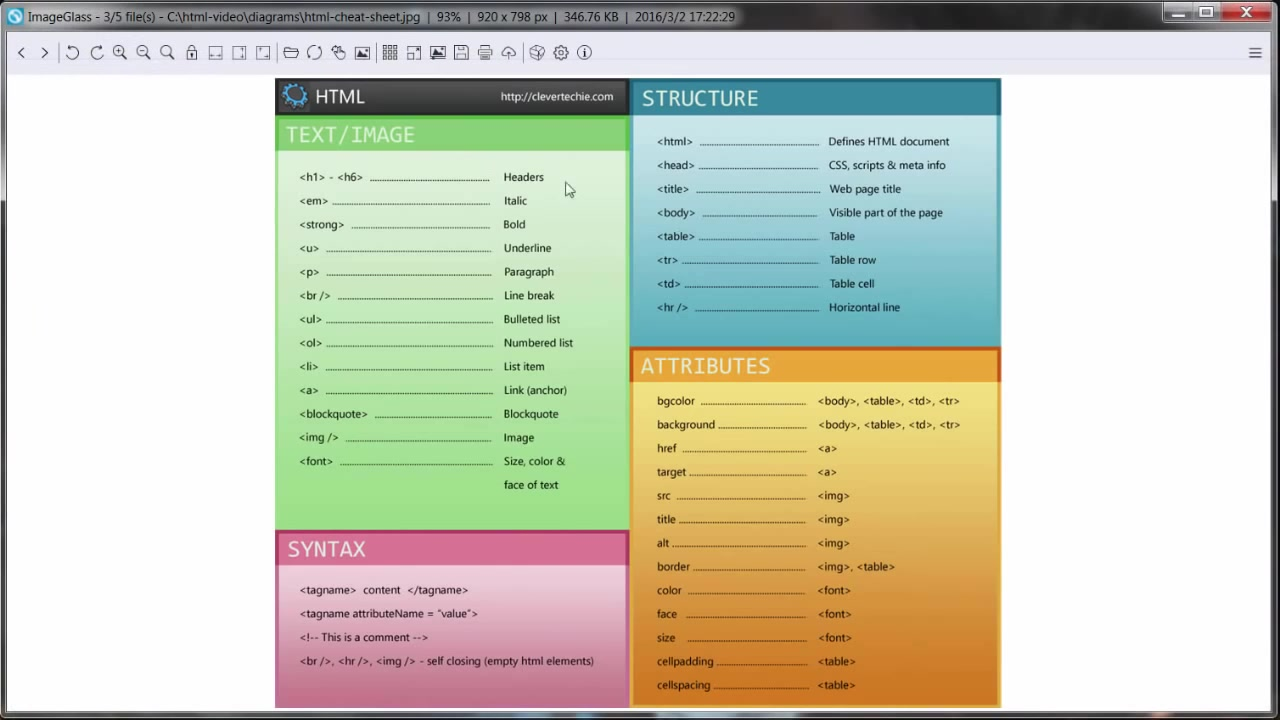 ImageGlass - 3/5 file(s) - C:\html-video\diagrams\html-cheat-sheet.jpg | 93% | 920 x 798 px | 346.76 KB | 2016/3/2 17:22:29
HTML http://clevertechie.com
TEXT/IMAGE
<h1> - <h6> ........................................ Headers
<em> ........................................ Italic
<strong> ........................................ Bold
<u> ........................................ Underline
<p> ........................................ Paragraph
<br /> ........................................ Line break
<ul> ........................................ Bulleted list
<ol> ........................................ Numbered list
<li> ........................................ List item
<a> ........................................ Link (anchor)
<blockquote> ........................................ Blockquote
<img /> ........................................ Image
<font> ........................................ Size, color &
face of text
SYNTAX
<tagname> content </tagname>
<tagname attributeName = "value">
<!-- This is a comment -->
<br />, <hr />, <img /> - self closing (empty html elements)
STRUCTURE
<html> ........................................ Defines HTML document
<head> ........................................ CSS, scripts & meta info
<title> ........................................ Web page title
<body> ........................................ Visible part of the page
<table> ........................................ Table
<tr> ........................................ Table row
<td> ........................................ Table cell
<hr /> ........................................ Horizontal line
ATTRIBUTES
bgcolor ........................................ <body>, <table>, <td>, <tr>
background ........................................ <body>, <table>, <td>, <tr>
href ........................................ <a>
target ........................................ <a>
src ........................................ <img>
title ........................................ <img>
alt ........................................ <img>
border ........................................ <img>, <table>
color ........................................ <font>
face ........................................ <font>
size ........................................ <font>
cellpadding ........................................ <table>
cellspacing ........................................ <table>